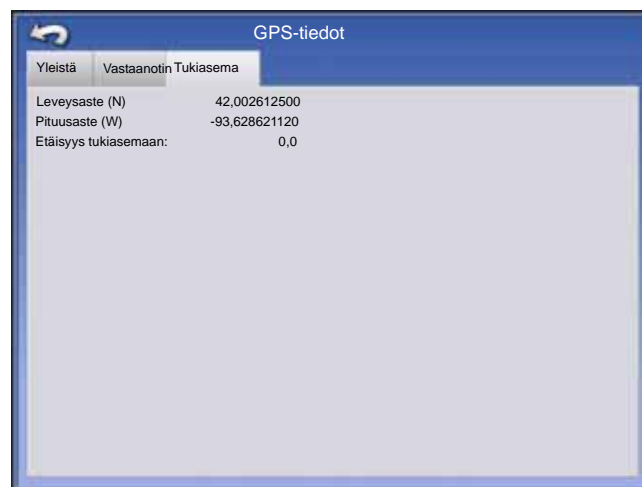 GPS-tiedot
Yleistä Vastaanotin Tukiasema
Leveysaste (N) 42,002612500
Pituusaste (W) -93,628621120
Etäisyys tukiasemaan: 0,0